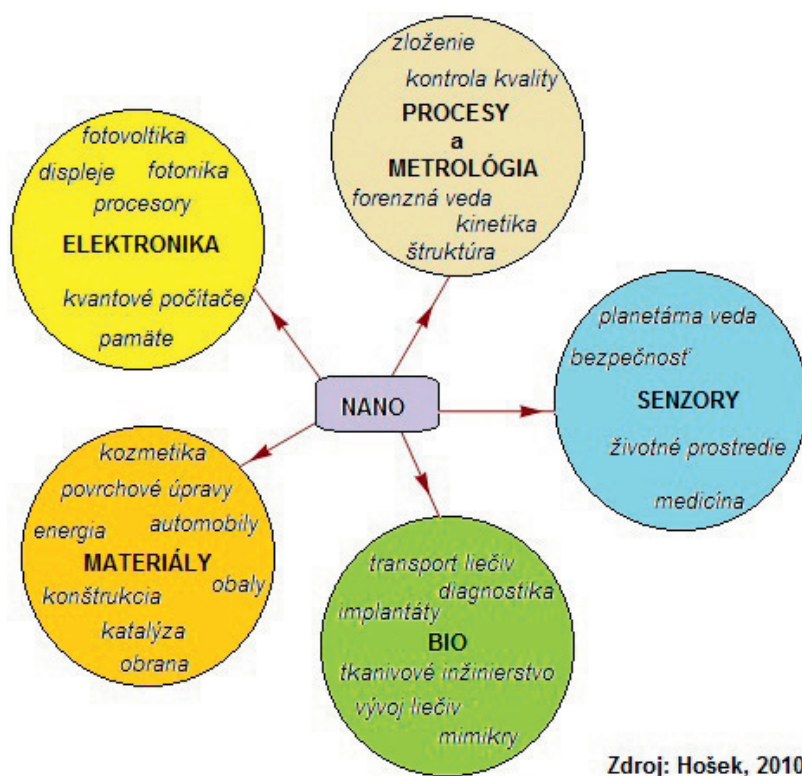 zloženie
kontrola kvality
PROCESY
a
METROLÓGIA
forenzná veda
kinetika
štruktúra
fotovoltika
displeje
fotonika
procesory
ELEKTRONIKA
kvantové počítače
pamäte
planetárna veda
bezpečnosť
SENZORY
životné prostredie
medicína
NANO
kozmetika
povrchové úpravy
energia
automobily
MATERIÁLY
obaly
konštrukcia
katalýza
obrana
transport liečiv
diagnostika
implantáty
BIO
tkanivové inžinierstvo
vývoj liečiv
mimikry
Zdroj: Hošek, 2010